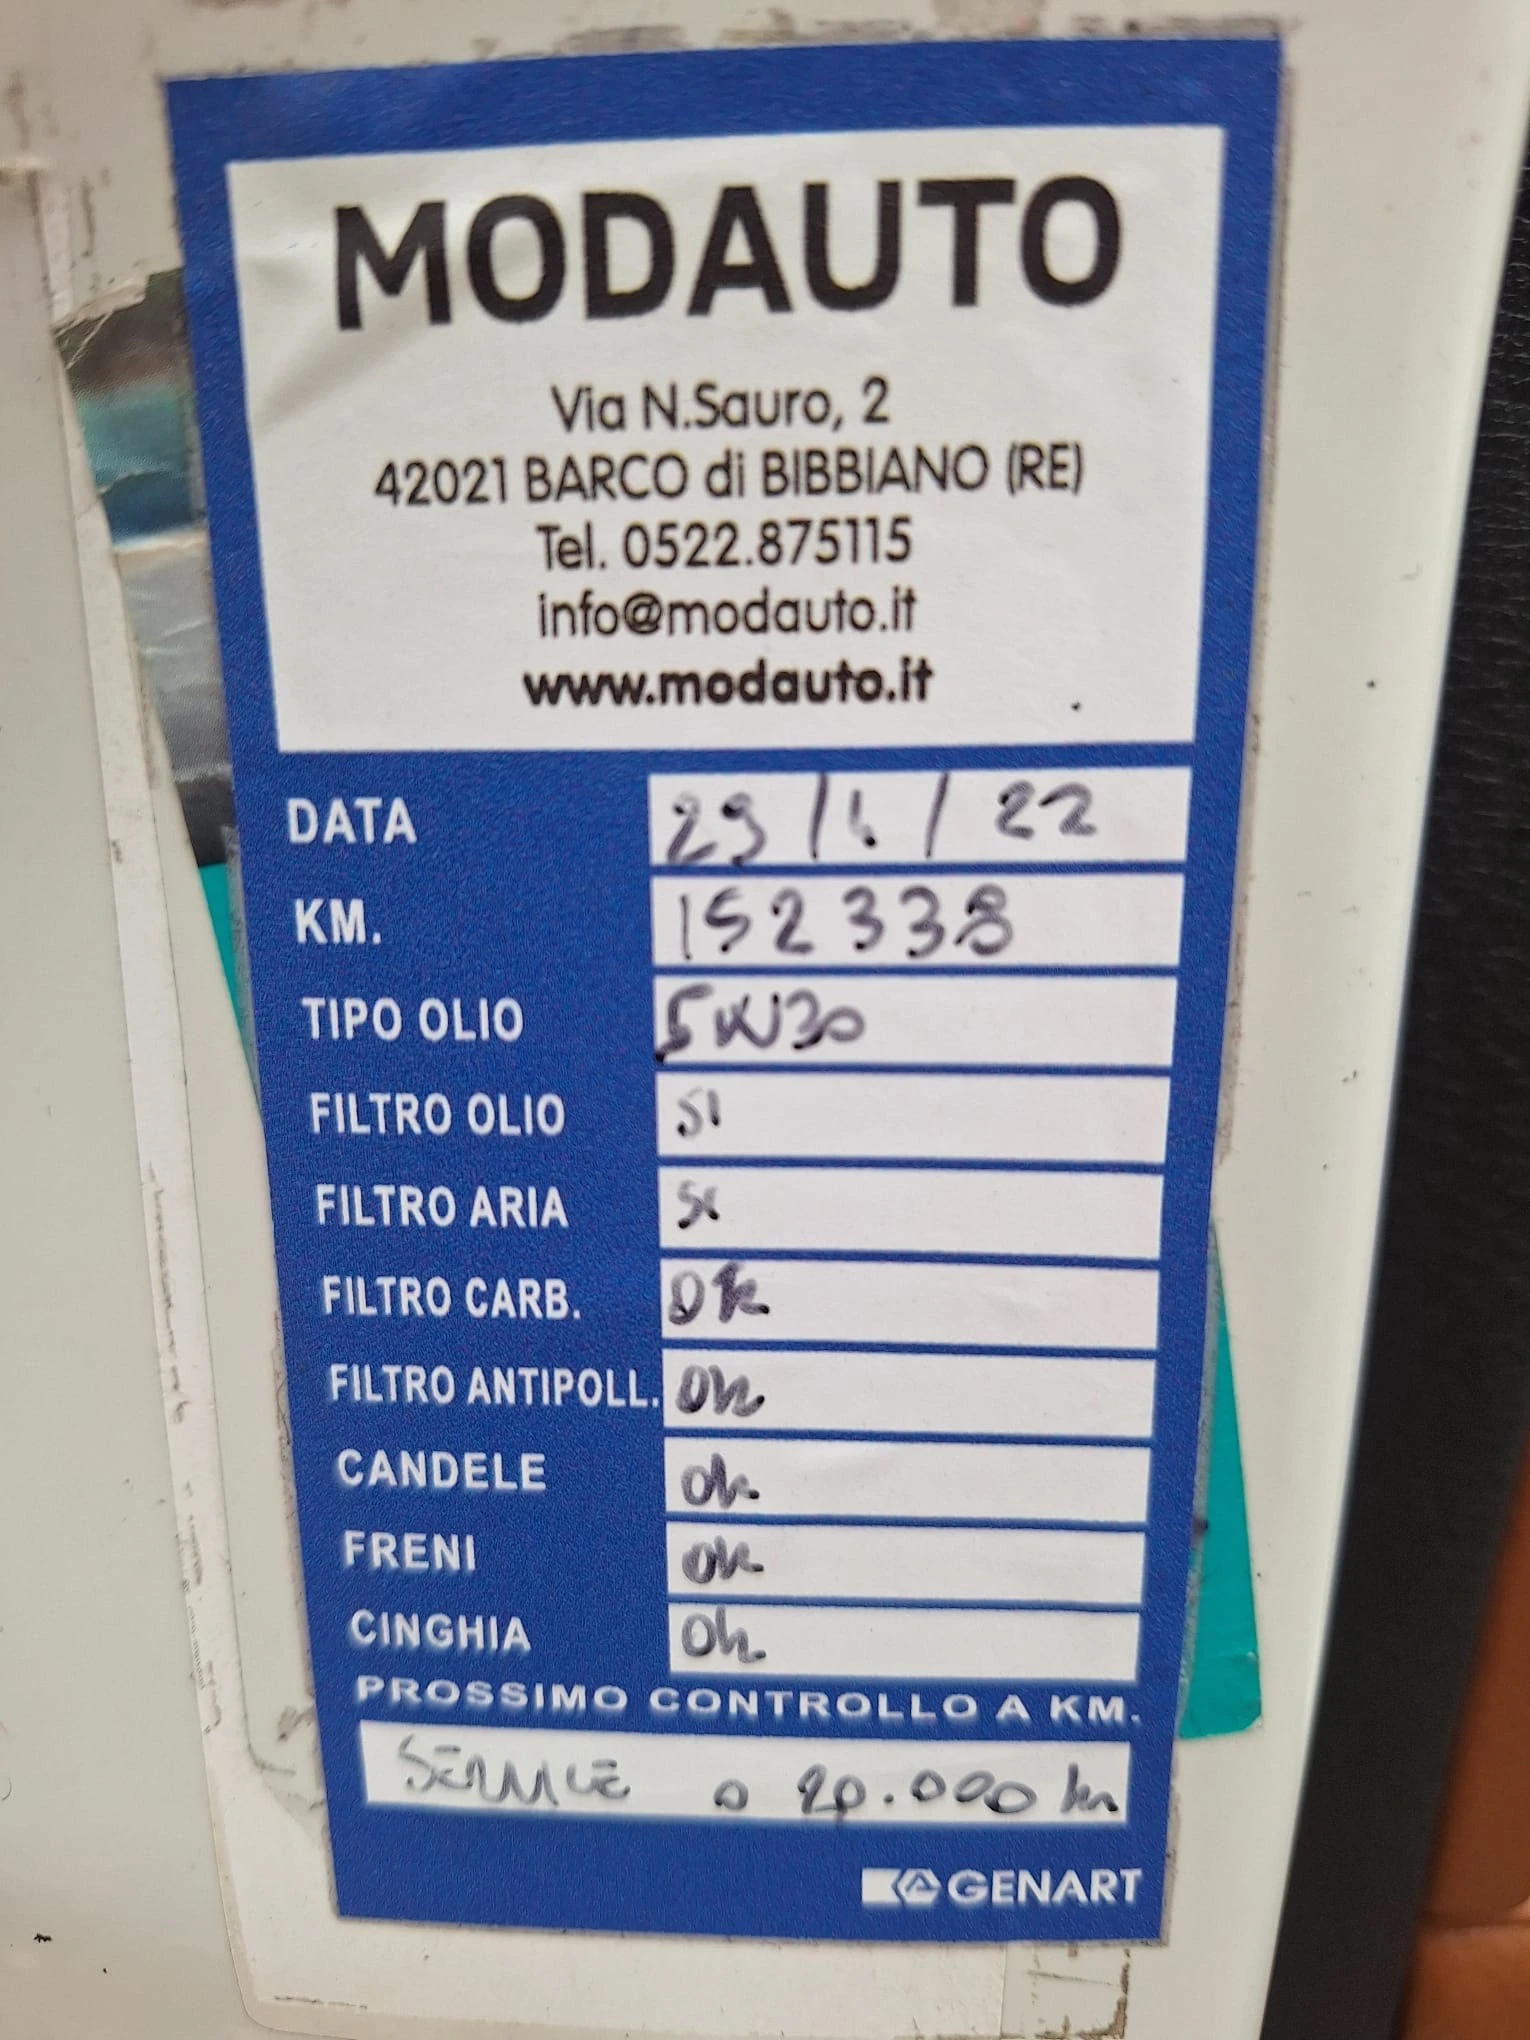 MODAUTO
Via N.Sauro, 2
42021 BARCO di BIBBIANO (RE)
Tel. 0522.875115
info@modauto.it
www.modauto.it
DATA 29/1/22
KM. 152338
TIPO OLIO 5W30
FILTRO OLIO SI
FILTRO ARIA SI
FILTRO CARB. OK
FILTRO ANTIPOLL. OK
CANDELE OK
FRENI OK
CINGHIA OK
PROSSIMO CONTROLLO A KM.
SERVICE 20.000 km
GENART